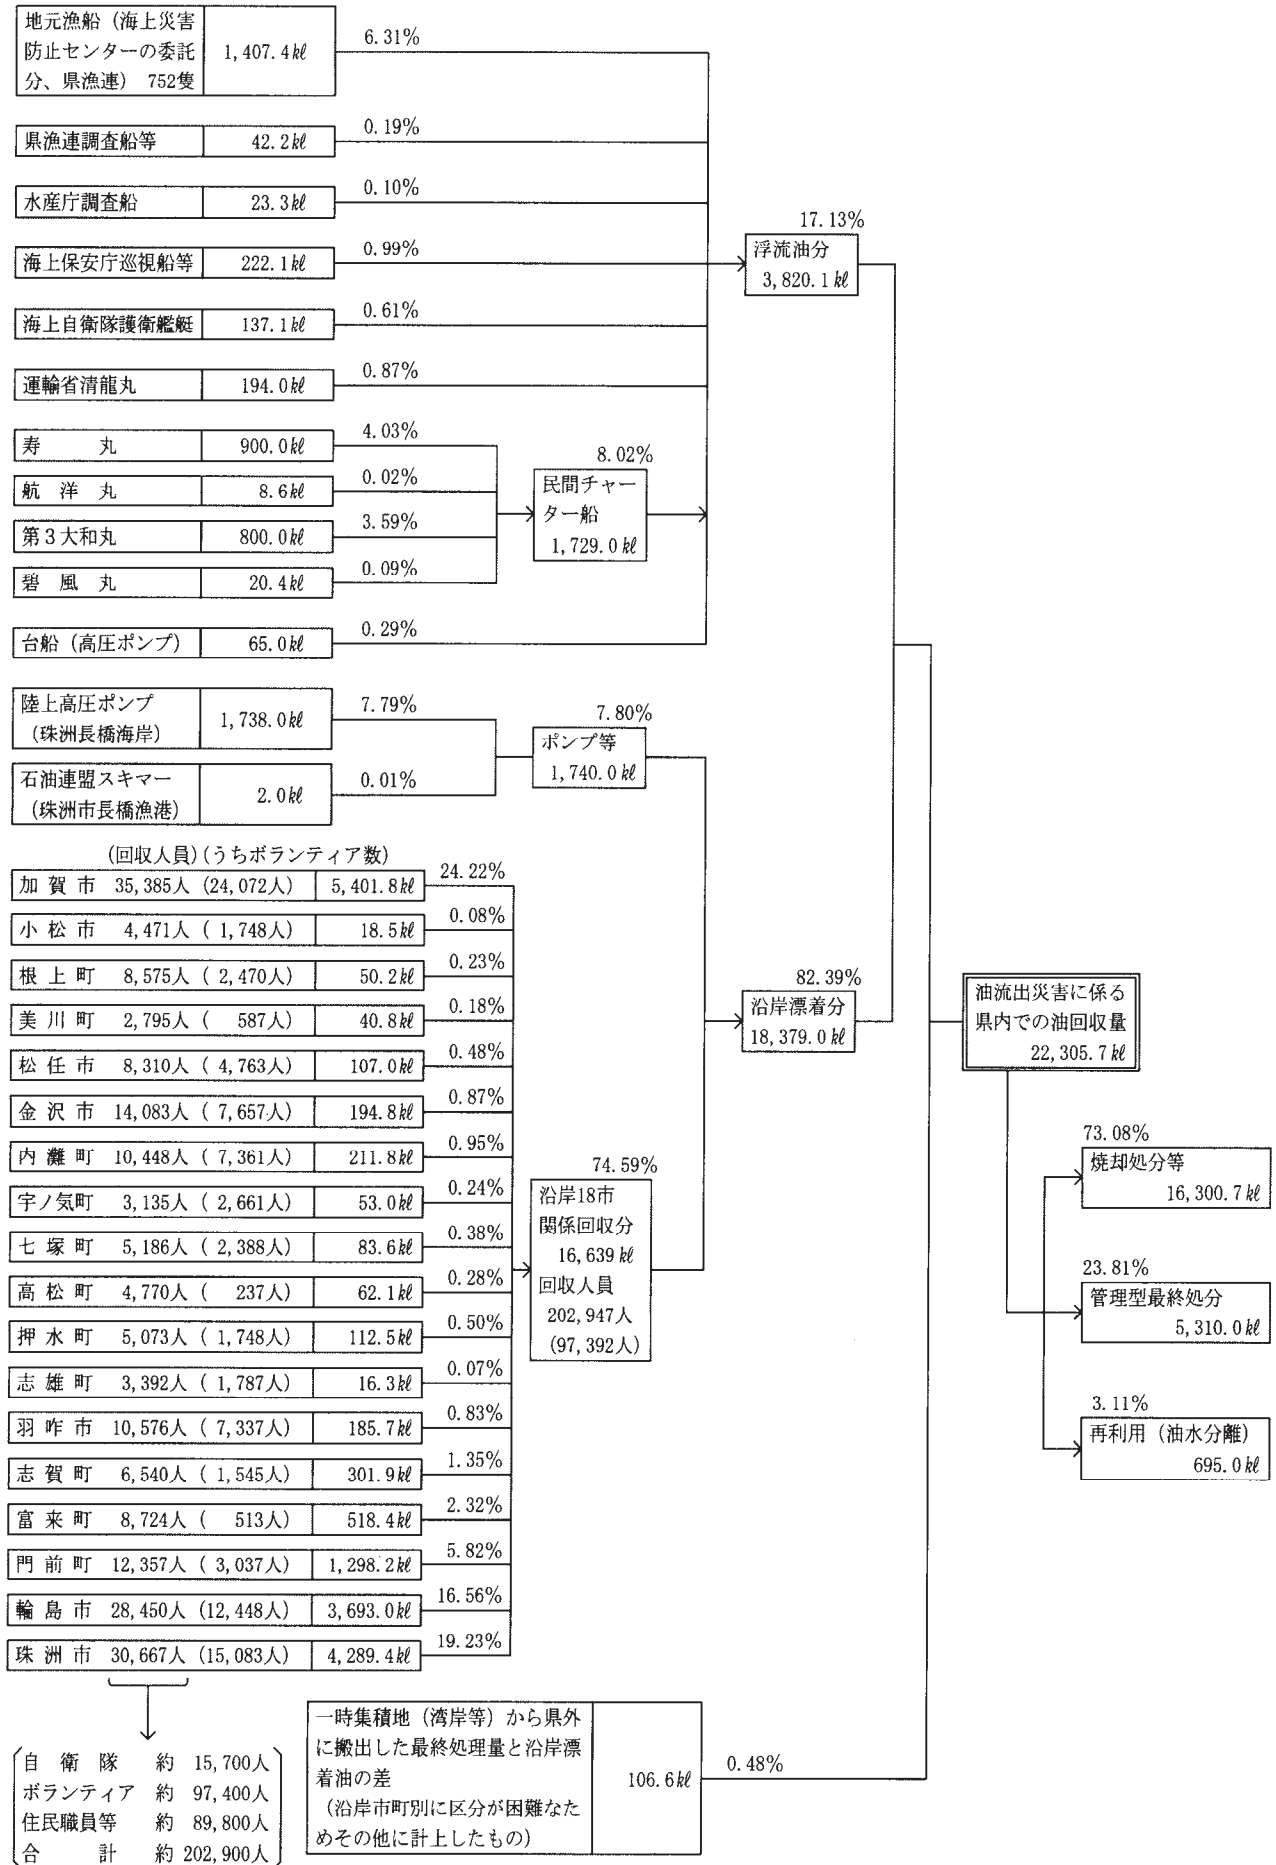 地元漁船（海上災害
防止センターの委託
分、県漁連） 752隻
1,407.4㎘
6.31%
県漁連調査船等
42.2㎘
0.19%
水産庁調査船
23.3㎘
0.10%
海上保安庁巡視船等
222.1㎘
0.99%
海上自衛隊護衛艦艇
137.1㎘
0.61%
運輸省清龍丸
194.0㎘
0.87%
寿 丸
900.0㎘
4.03%
航洋丸
8.6㎘
0.02%
第３大和丸
800.0㎘
3.59%
碧風丸
20.4㎘
0.09%
8.02%
民間チャー
ター船
1,729.0㎘
台船（高圧ポンプ）
65.0㎘
0.29%
17.13%
浮流油分
3,820.1㎘
陸上高圧ポンプ
（珠洲長橋海岸）
1,738.0㎘
7.79%
石油連盟スキマー
（珠洲市長橋漁港）
2.0㎘
0.01%
7.80%
ポンプ等
1,740.0㎘
(回収人員)(うちボランティア数)
加賀市 35,385人 (24,072人) 5,401.8㎘ 24.22%
小松市 4,471人 ( 1,748人) 18.5㎘ 0.08%
根上町 8,575人 ( 2,470人) 50.2㎘ 0.23%
美川町 2,795人 ( 587人) 40.8㎘ 0.18%
松任市 8,310人 ( 4,763人) 107.0㎘ 0.48%
金沢市 14,083人 ( 7,657人) 194.8㎘ 0.87%
内灘町 10,448人 ( 7,361人) 211.8㎘ 0.95%
宇ノ気町 3,135人 ( 2,661人) 53.0㎘ 0.24%
七塚町 5,186人 ( 2,388人) 83.6㎘ 0.38%
高松町 4,770人 ( 237人) 62.1㎘ 0.28%
押水町 5,073人 ( 1,748人) 112.5㎘ 0.50%
志雄町 3,392人 ( 1,787人) 16.3㎘ 0.07%
羽咋市 10,576人 ( 7,337人) 185.7㎘ 0.83%
志賀町 6,540人 ( 1,545人) 301.9㎘ 1.35%
富来町 8,724人 ( 513人) 518.4㎘ 2.32%
門前町 12,357人 ( 3,037人) 1,298.2㎘ 5.82%
輪島市 28,450人 (12,448人) 3,693.0㎘ 16.56%
珠洲市 30,667人 (15,083人) 4,289.4㎘ 19.23%
74.59%
沿岸18市
関係回収分
16,639㎘
回収人員
202,947人
(97,392人)
82.39%
沿岸漂着分
18,379.0㎘
油流出災害に係る
県内での油回収量
22,305.7㎘
73.08%
焼却処分等
16,300.7㎘
23.81%
管理型最終処分
5,310.0㎘
3.11%
再利用（油水分離）
695.0㎘
自衛隊 約 15,700人
ボランティア 約 97,400人
住民職員等 約 89,800人
合計 約 202,900人
一時集積地（湾岸等）から県外
に搬出した最終処理量と沿岸漂
着油の差
（沿岸市町別に区分が困難なた
めその他に計上したもの）
106.6㎘
0.48%